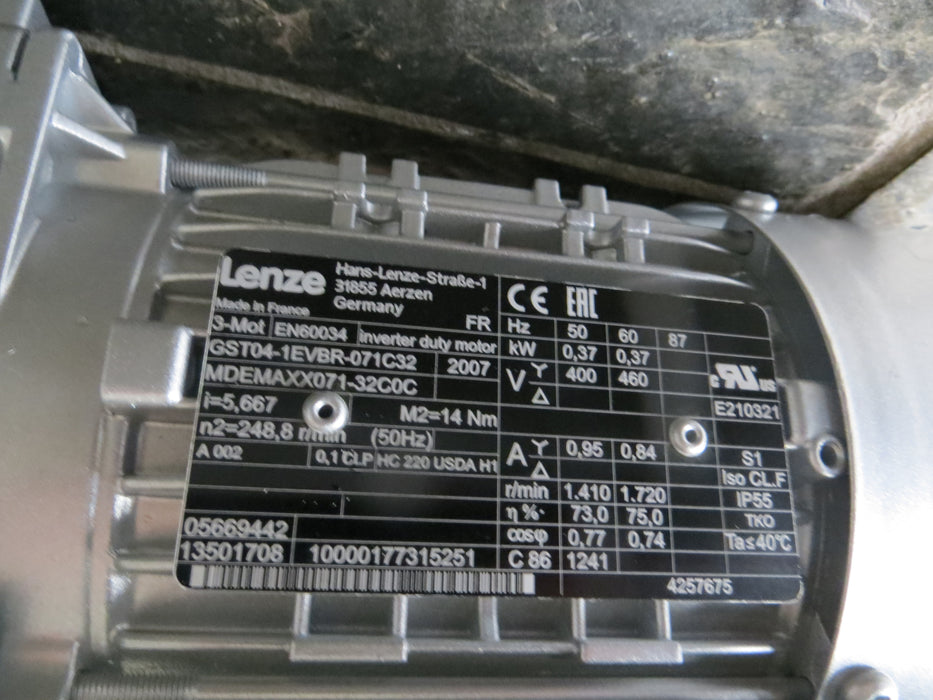 Lenze
Hans-Lenze-Straße-1
31855 Aerzen
Germany
Made in France
FR
3-Mot EN60034 inverter duty motor
GST04-1EVBR-071C32 2007
MDEMAXX071-32C0C
i=5,667 M2=14 Nm
n2=248,8 r/min (50Hz)
A 002 0,1 CLP HC 220 USDA H1
05669442
13501708 10000177315251
CE EAC
Hz 50 60 87
kW 0,37 0,37
V Y 400 460
Δ
A Y 0,95 0,84
Δ
r/min 1.410 1.720
η % 73,0 75,0
cosφ 0,77 0,74
C 86 1241
c RU us
E210321
S1
Iso CL.F
IP55
TKO
Ta≤40°C
4257675